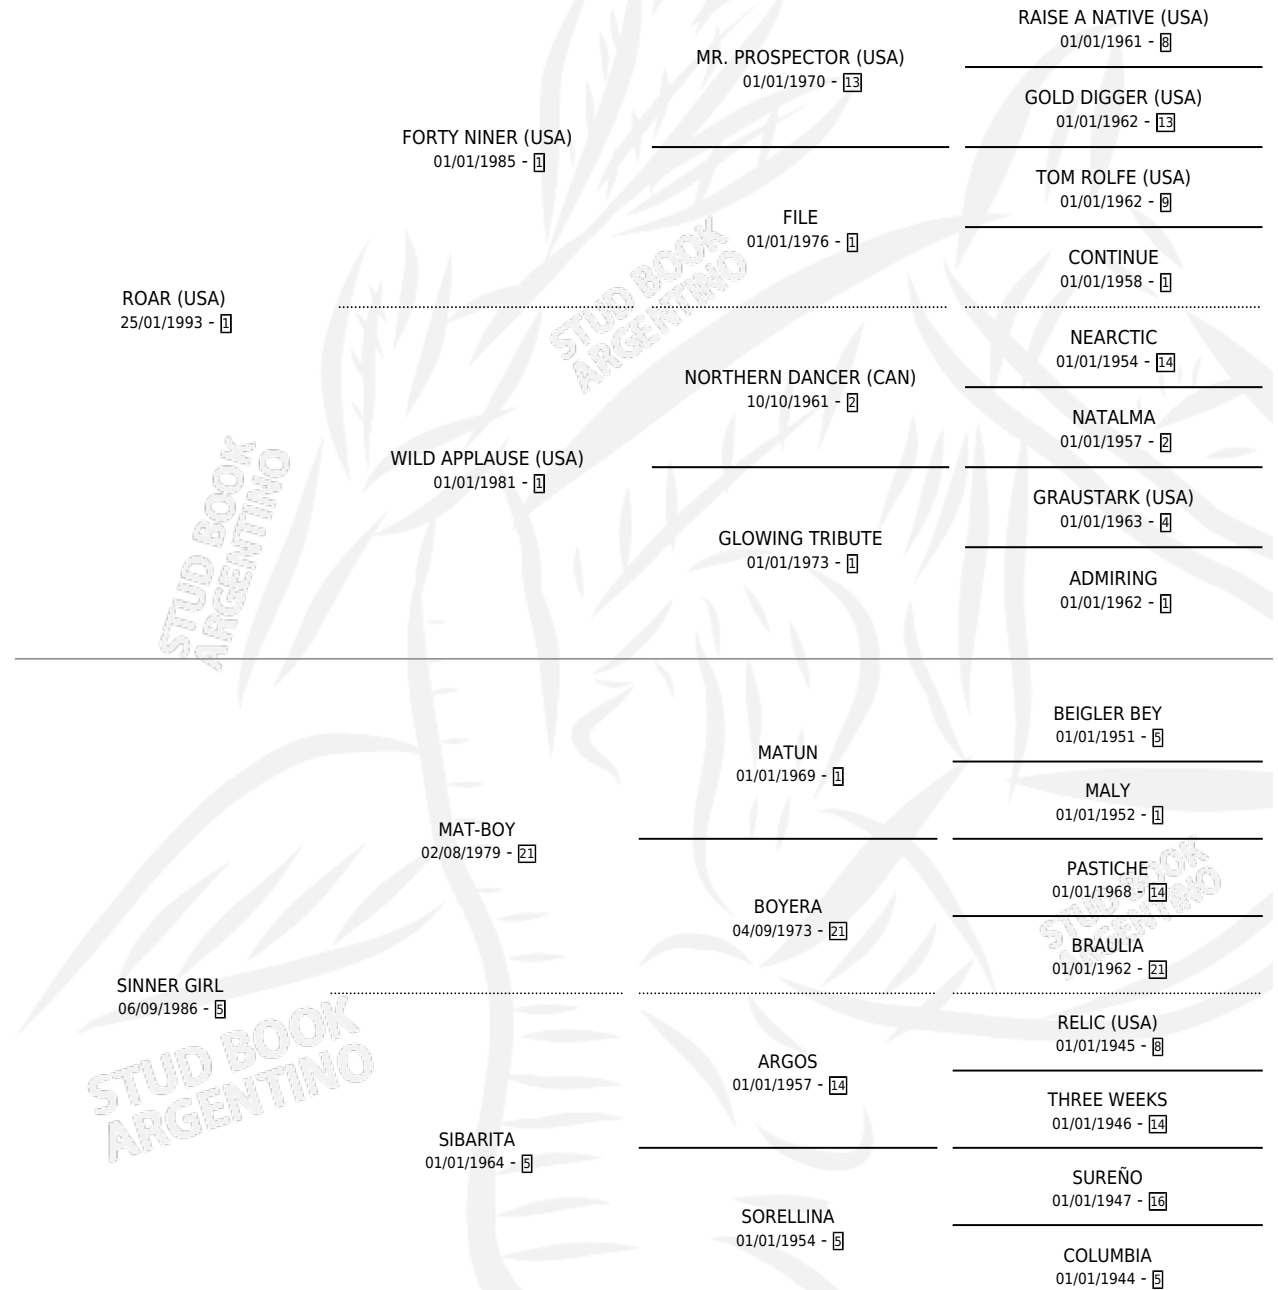 RAISE A NATIVE (USA)
01/01/1961 - 8
MR. PROSPECTOR (USA)
01/01/1970 - 13
GOLD DIGGER (USA)
01/01/1962 - 13
FORTY NINER (USA)
01/01/1985 - 1
TOM ROLFE (USA)
01/01/1962 - 9
FILE
01/01/1976 - 1
CONTINUE
01/01/1958 - 1
ROAR (USA)
25/01/1993 - 1
NEARCTIC
01/01/1954 - 14
NORTHERN DANCER (CAN)
10/10/1961 - 2
NATALMA
01/01/1957 - 2
WILD APPLAUSE (USA)
01/01/1981 - 1
GRAUSTARK (USA)
01/01/1963 - 4
GLOWING TRIBUTE
01/01/1973 - 1
ADMIRING
01/01/1962 - 1
STUD BOOK
ARGENTINO
STUD BOOK
ARGENTINO
BEIGLER BEY
01/01/1951 - 5
MATUN
01/01/1969 - 1
MALY
01/01/1952 - 1
MAT-BOY
02/08/1979 - 21
PASTICHE
01/01/1968 - 14
BOYERA
04/09/1973 - 21
BRAULIA
01/01/1962 - 21
SINNER GIRL
06/09/1986 - 5
RELIC (USA)
01/01/1945 - 8
ARGOS
01/01/1957 - 14
THREE WEEKS
01/01/1946 - 14
SIBARITA
01/01/1964 - 5
SUREÑO
01/01/1947 - 16
SORELLINA
01/01/1954 - 5
COLUMBIA
01/01/1944 - 5
STUD BOOK
ARGENTINO
STUD BOOK
ARGENTINO